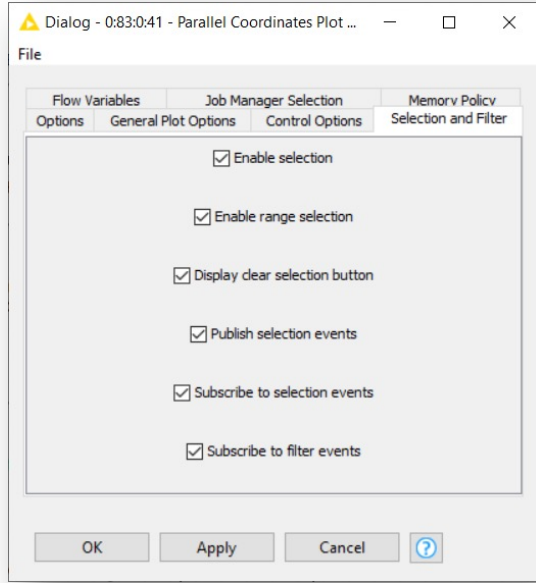 Dialog - 0:83:0:41 - Parallel Coordinates Plot ...
File
Flow Variables Job Manager Selection Memory Policy
Options General Plot Options Control Options Selection and Filter
Enable selection
Enable range selection
Display clear selection button
Publish selection events
Subscribe to selection events
Subscribe to filter events
OK Apply Cancel ?